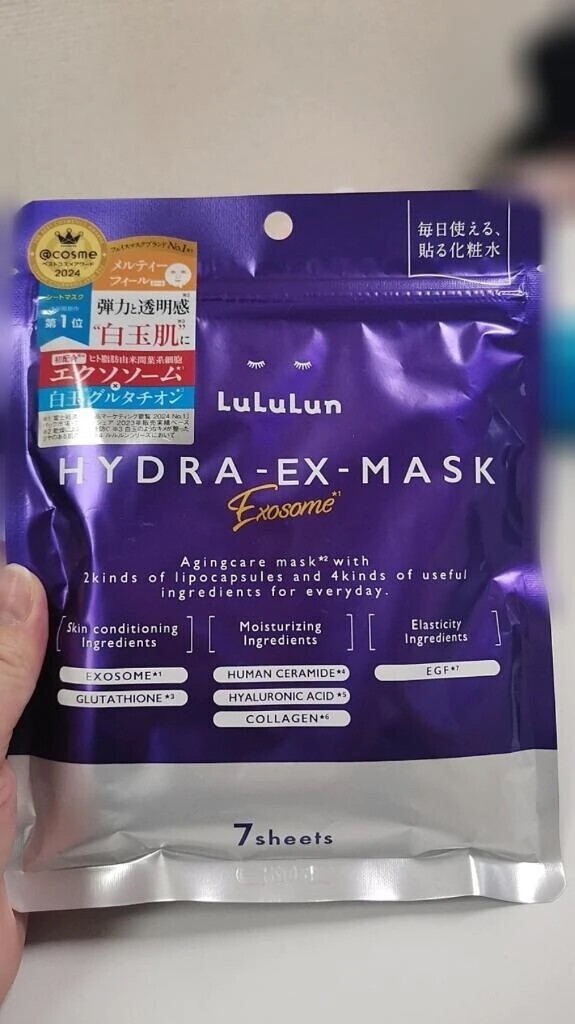 毎日使える、
貼る化粧水
@cosme
ベストコスメアワード
2024
フェイスマスクブランドNo.1
メルティー
フィール
シートマスク
第1位
弾力と透明感
“白玉肌”に
ヒト脂肪由来間葉系細胞
エクソソーム
×
白玉グルタチオン
LuLuLun
HYDRA-EX-MASK
Exosome*1
Agingcare mask*2 with
2kinds of lipocapsules and 4kinds of useful
ingredients for everyday.
Skin conditioning
Ingredients
EXOSOME*1
GLUTATHIONE*3
Moisturizing
Ingredients
HUMAN CERAMIDE*4
HYALURONIC ACID*5
COLLAGEN*6
Elasticity
Ingredients
EGF*7
7sheets